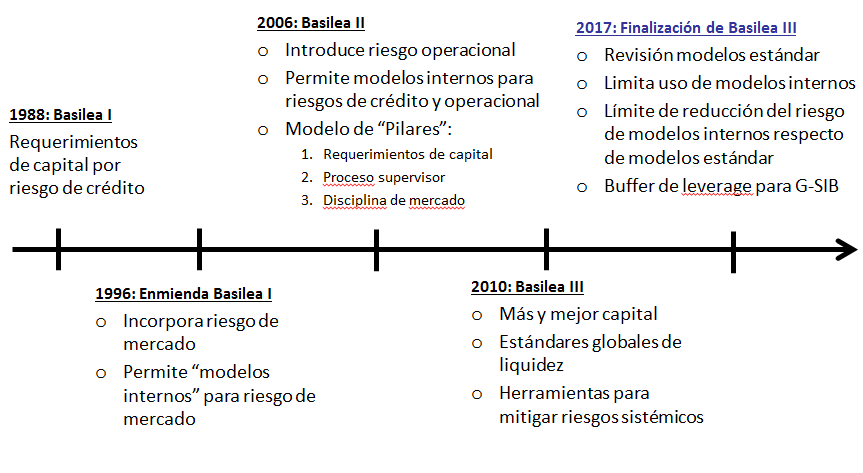 1988: Basilea I
Requerimientos
de capital por
riesgo de crédito
1996: Enmienda Basilea I
o Incorpora riesgo de
mercado
o Permite “modelos
internos” para riesgo de
mercado
2006: Basilea II
o Introduce riesgo operacional
o Permite modelos internos para
riesgos de crédito y operacional
o Modelo de “Pilares”:
1. Requerimientos de capital
2. Proceso supervisor
3. Disciplina de mercado
2010: Basilea III
o Más y mejor capital
o Estándares globales de
liquidez
o Herramientas para
mitigar riesgos sistémicos
2017: Finalización de Basilea III
o Revisión modelos estándar
o Limita uso de modelos internos
o Límite de reducción del riesgo
de modelos internos respecto
de modelos estándar
o Buffer de leverage para G-SIB